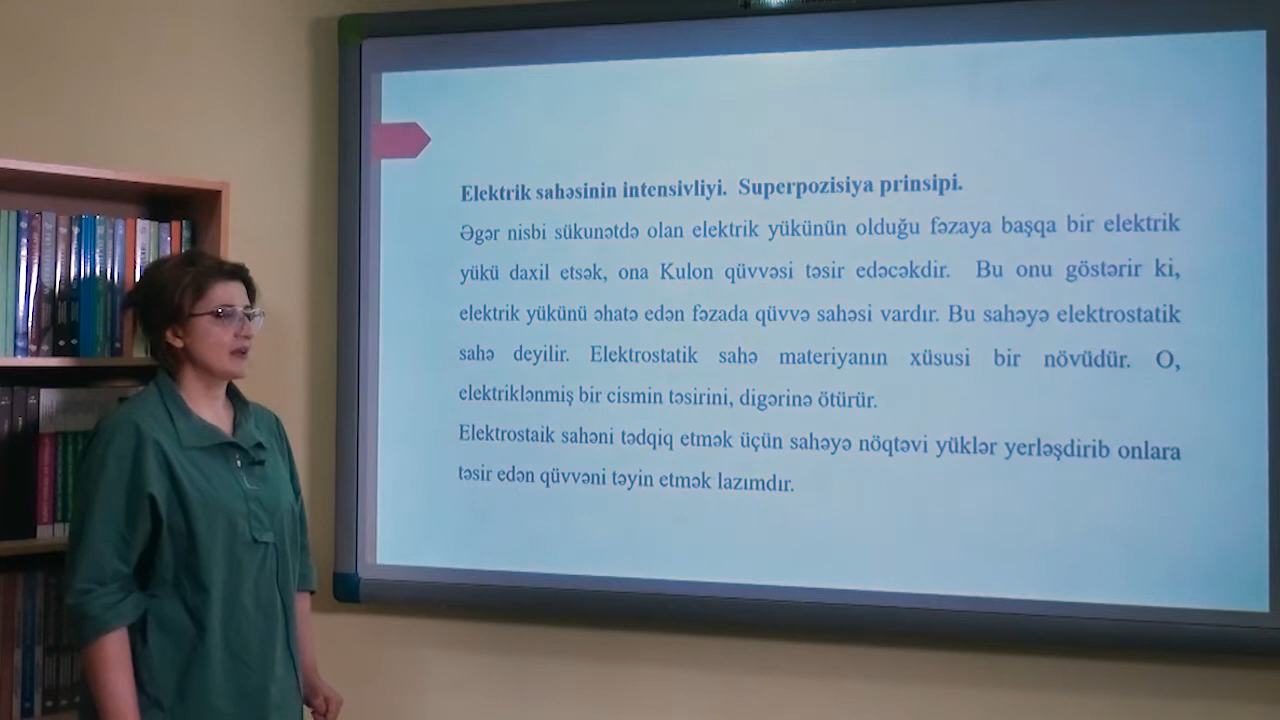 Elektrik sahəsinin intensivliyi. Superpozisiya prinsipi.
Əgər nisbi sükunətdə olan elektrik yükünün olduğu fəzaya başqa bir elektrik
yükü daxil etsək, ona Kulon qüvvəsi təsir edəcəkdir. Bu onu göstərir ki,
elektrik yükünü əhatə edən fəzada qüvvə sahəsi vardır. Bu sahəyə elektrostatik
sahə deyilir. Elektrostatik sahə materiyanın xüsusi bir növüdür. O,
elektriklənmiş bir cismin təsirini, digərinə ötürür.
Elektrostaik sahəni tədqiq etmək üçün sahəyə nöqtəvi yüklər yerləşdirib onlara
təsir edən qüvvəni təyin etmək lazımdır.